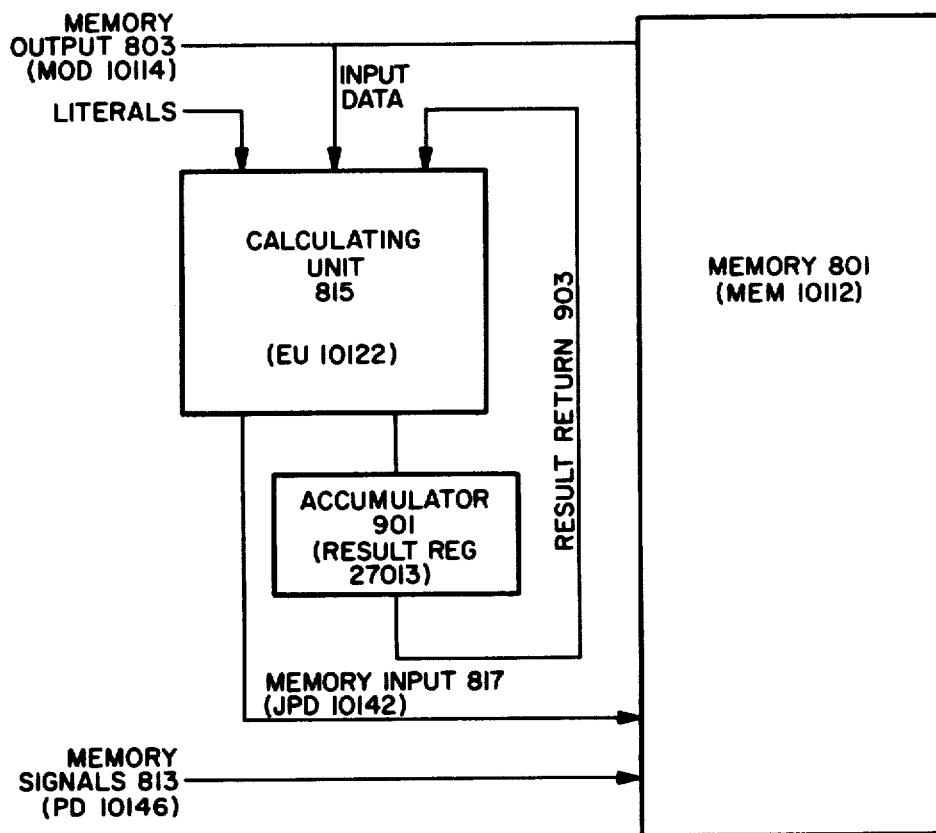 MEMORY
OUTPUT 803
(MOD 10114)
INPUT
DATA
LITERALS
CALCULATING
UNIT
815
(EU 10122)
MEMORY 801
(MEM 10112)
RESULT RETURN 903
ACCUMULATOR
901
(RESULT REG
27013)
MEMORY INPUT 817
(JPD 10142)
MEMORY
SIGNALS 813
(PD 10146)